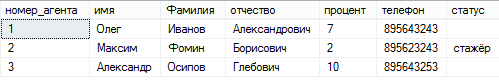 номер_агента имя Фамилия отчество процент телефон статус
1 Олег Иванов Александрович 7 895643243
2 Максим Фомин Борисович 2 895623243 стажёр
3 Александр Осипов Глебович 10 895643253